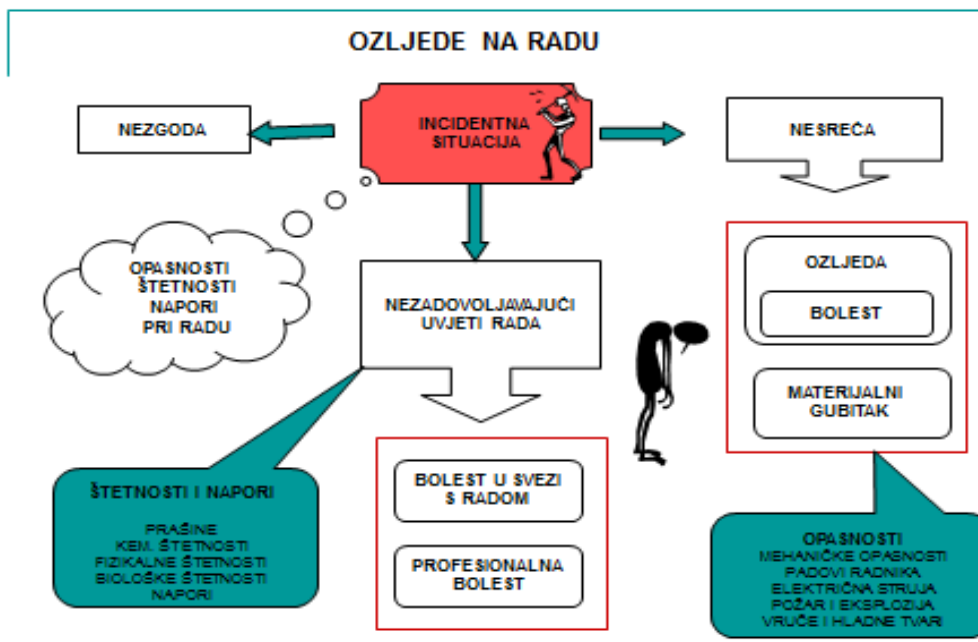 OZLJEDE NA RADU
NEZGODA
INCIDENTNA
SITUACIJA
NESREĆA
OPASNOSTI
ŠTETNOSTI
NAPORI
PRI RADU
NEZADOVOLJAVAJUĆI
UVJETI RADA
OZLJEDA
BOLEST
MATERIJALNI
GUBITAK
ŠTETNOSTI I NAPORI
PRAŠINE
KEM. ŠTETNOSTI
FIZIKALNE ŠTETNOSTI
BIOLOŠKE ŠTETNOSTI
NAPORI
BOLEST U SVEZI
S RADOM
PROFESIONALNA
BOLEST
OPASNOSTI
MEHANIČKE OPASNOSTI
PADOVI RADNIKA
ELEKTRIČNA STRUJA
POŽAR I EKSPLOZIJA
VRUĆE I HLADNE TVARI